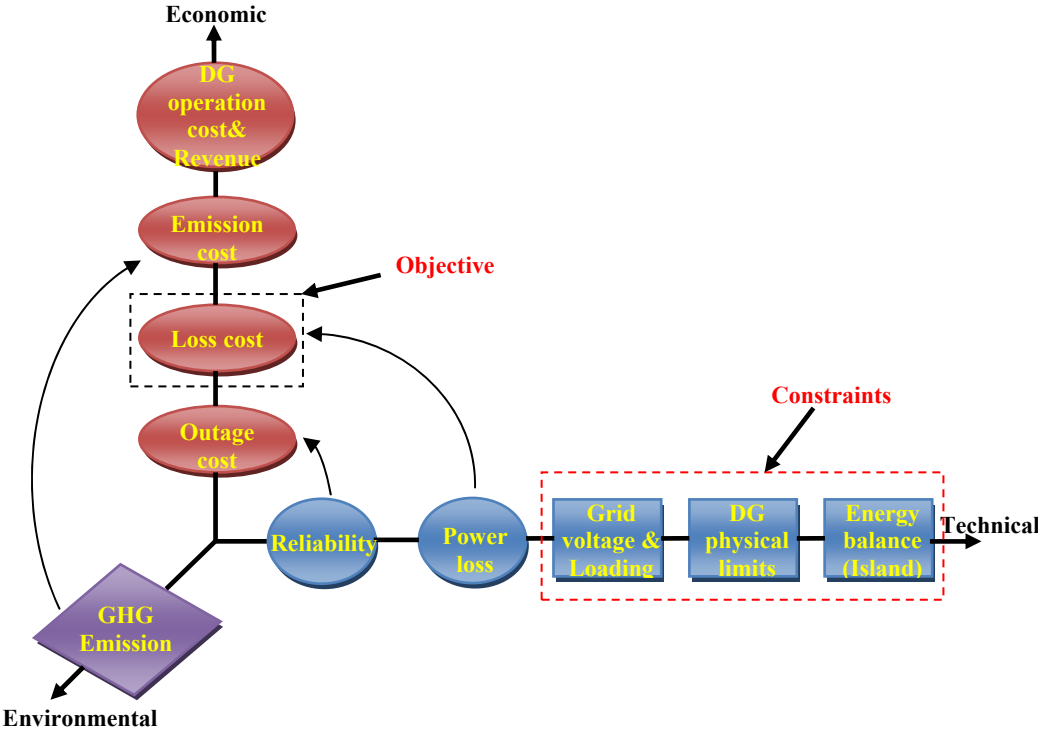 Economic
DG
operation
cost&
Revenue
Emission
cost
Objective
Loss cost
Constraints
Outage
cost
Reliability
Power
loss
Grid
voltage &
Loading
DG
physical
limits
Energy
balance
(Island)
Technical
GHG
Emission
Environmental